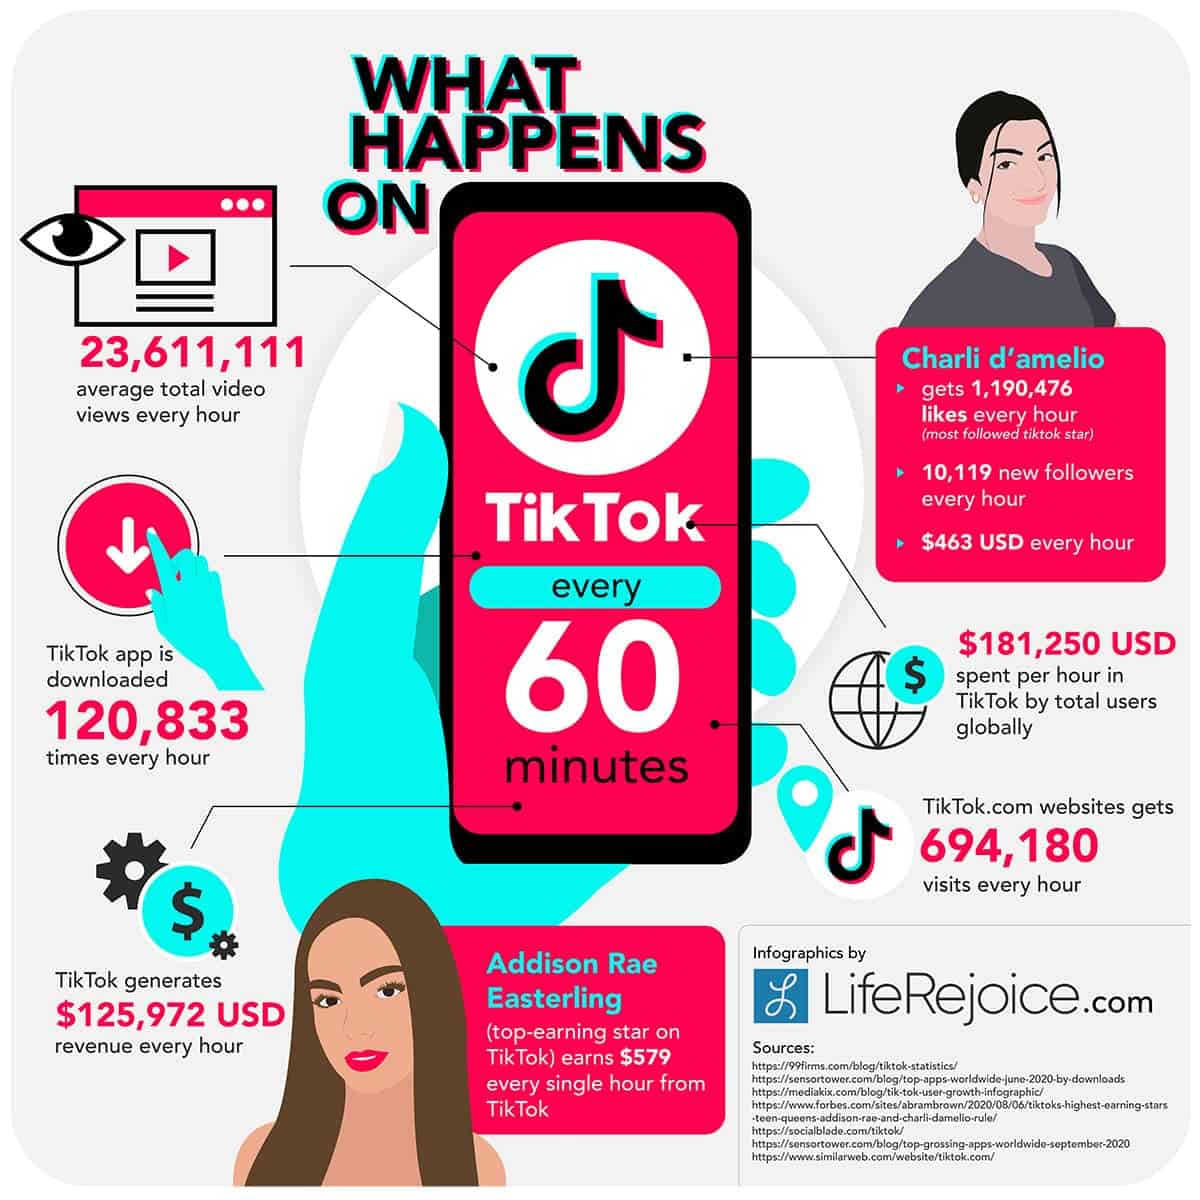 WHAT
HAPPENS
ON
TikTok
every
60
minutes
23,611,111
average total video
views every hour
TikTok app is
downloaded
120,833
times every hour
TikTok generates
$125,972 USD
revenue every hour
Charli d’amelio
gets 1,190,476
likes every hour
(most followed tiktok star)
10,119 new followers
every hour
$463 USD every hour
$181,250 USD
spent per hour in
TikTok by total users
globally
TikTok.com websites gets
694,180
visits every hour
Addison Rae
Easterling
(top-earning star on
TikTok) earns $579
every single hour from
TikTok
Infographics by
LifeRejoice.com
Sources:
https://99firms.com/blog/tiktok-statistics/
https://sensortower.com/blog/top-apps-worldwide-june-2020-by-downloads
https://mediakix.com/blog/tik-tok-user-growth-infographic/
https://www.forbes.com/sites/abrambrown/2020/08/06/tiktoks-highest-earning-stars
-teen-queens-addison-rae-and-charli-damelio-rule/
https://socialblade.com/tiktok/
https://sensortower.com/blog/top-grossing-apps-worldwide-september-2020
https://www.similarweb.com/website/tiktok.com/